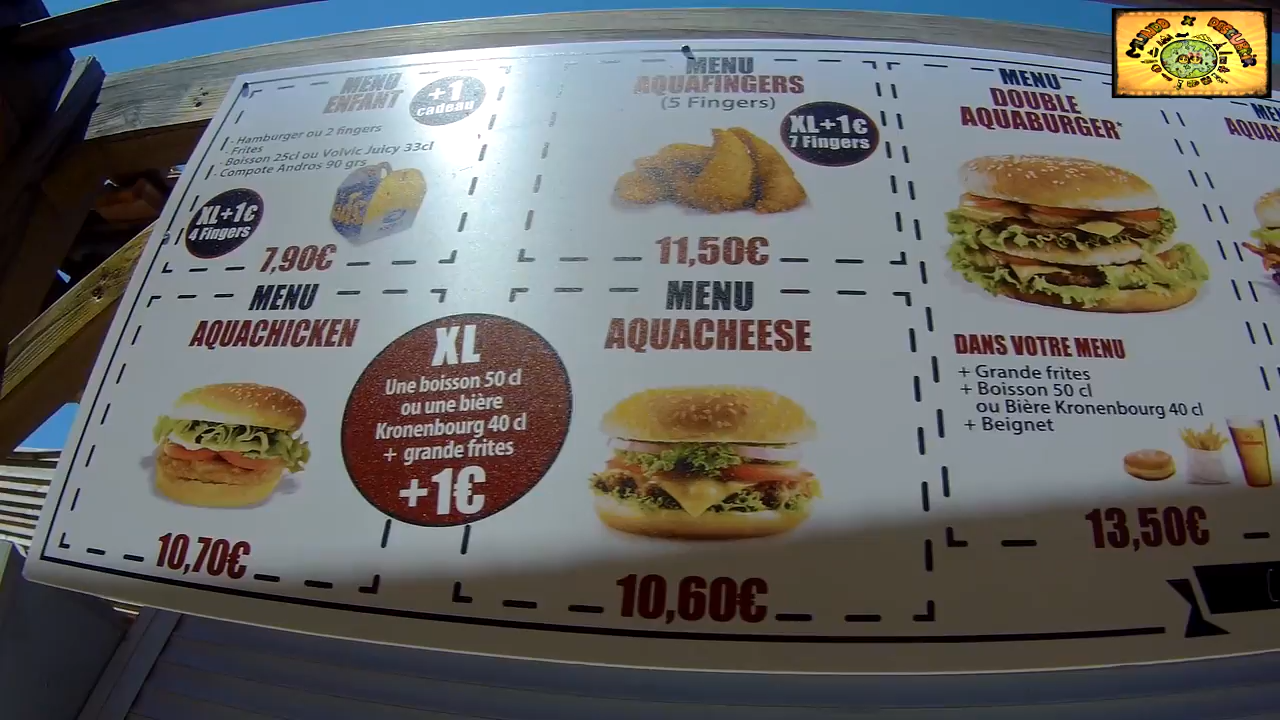 MENU
ENFANT
+1
cadeau
- Hamburger ou 2 fingers
- Frites
- Boisson 25cl ou Volvic Juicy 33cl
- Compote Andros 90 grs
XL+1€
4 Fingers
7,90€
MENU
AQUAFINGERS
(5 Fingers)
XL+1€
7 Fingers
11,50€
MENU
DOUBLE
AQUABURGER*
DANS VOTRE MENU
+ Grande frites
+ Boisson 50 cl
ou Bière Kronenbourg 40 cl
+ Beignet
13,50€
MENU
AQUACHICKEN
10,70€
XL
Une boisson 50 cl
ou une bière
Kronenbourg 40 cl
+ grande frites
+1€
MENU
AQUACHEESE
10,60€